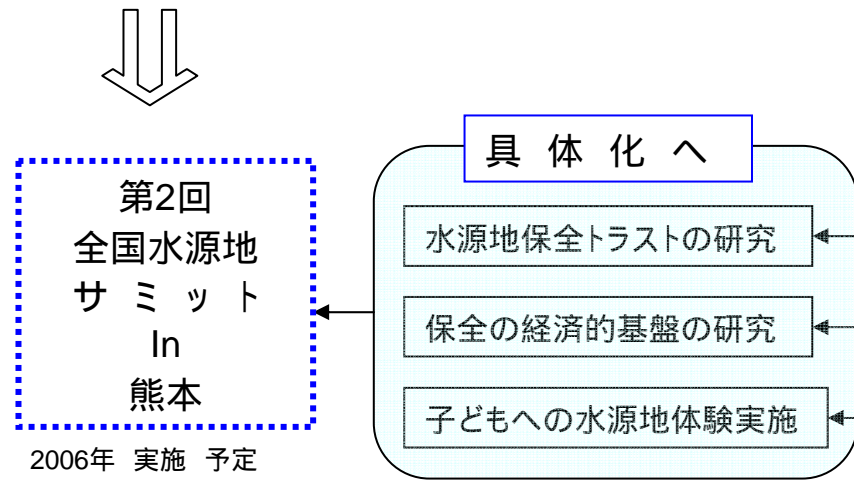 第2回
全国水源地
サ ミ ッ ト
In
熊本
2006年 実施 予定
具 体 化 へ
水源地保全トラストの研究
保全の経済的基盤の研究
子どもへの水源地体験実施